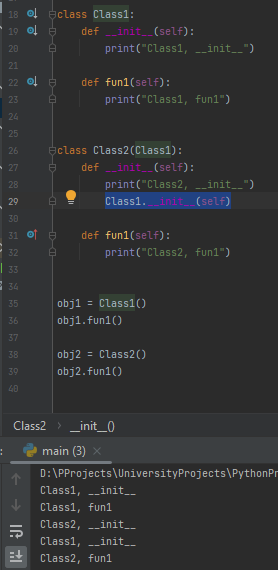 18 class Class1:
19 def __init__(self):
20 print("Class1, __init__")
21
22 def fun1(self):
23 print("Class1, fun1")
24
25
26 class Class2(Class1):
27 def __init__(self):
28 print("Class2, __init__")
29 Class1.__init__(self)
30
31 def fun1(self):
32 print("Class2, fun1")
33
34
35 obj1 = Class1()
36 obj1.fun1()
37
38 obj2 = Class2()
39 obj2.fun1()
40
Class2 › __init__()
: main (3) ×
D:\PProjects\UniversityProjects\PythonPr
Class1, __init__
Class1, fun1
Class2, __init__
Class1, __init__
Class2, fun1